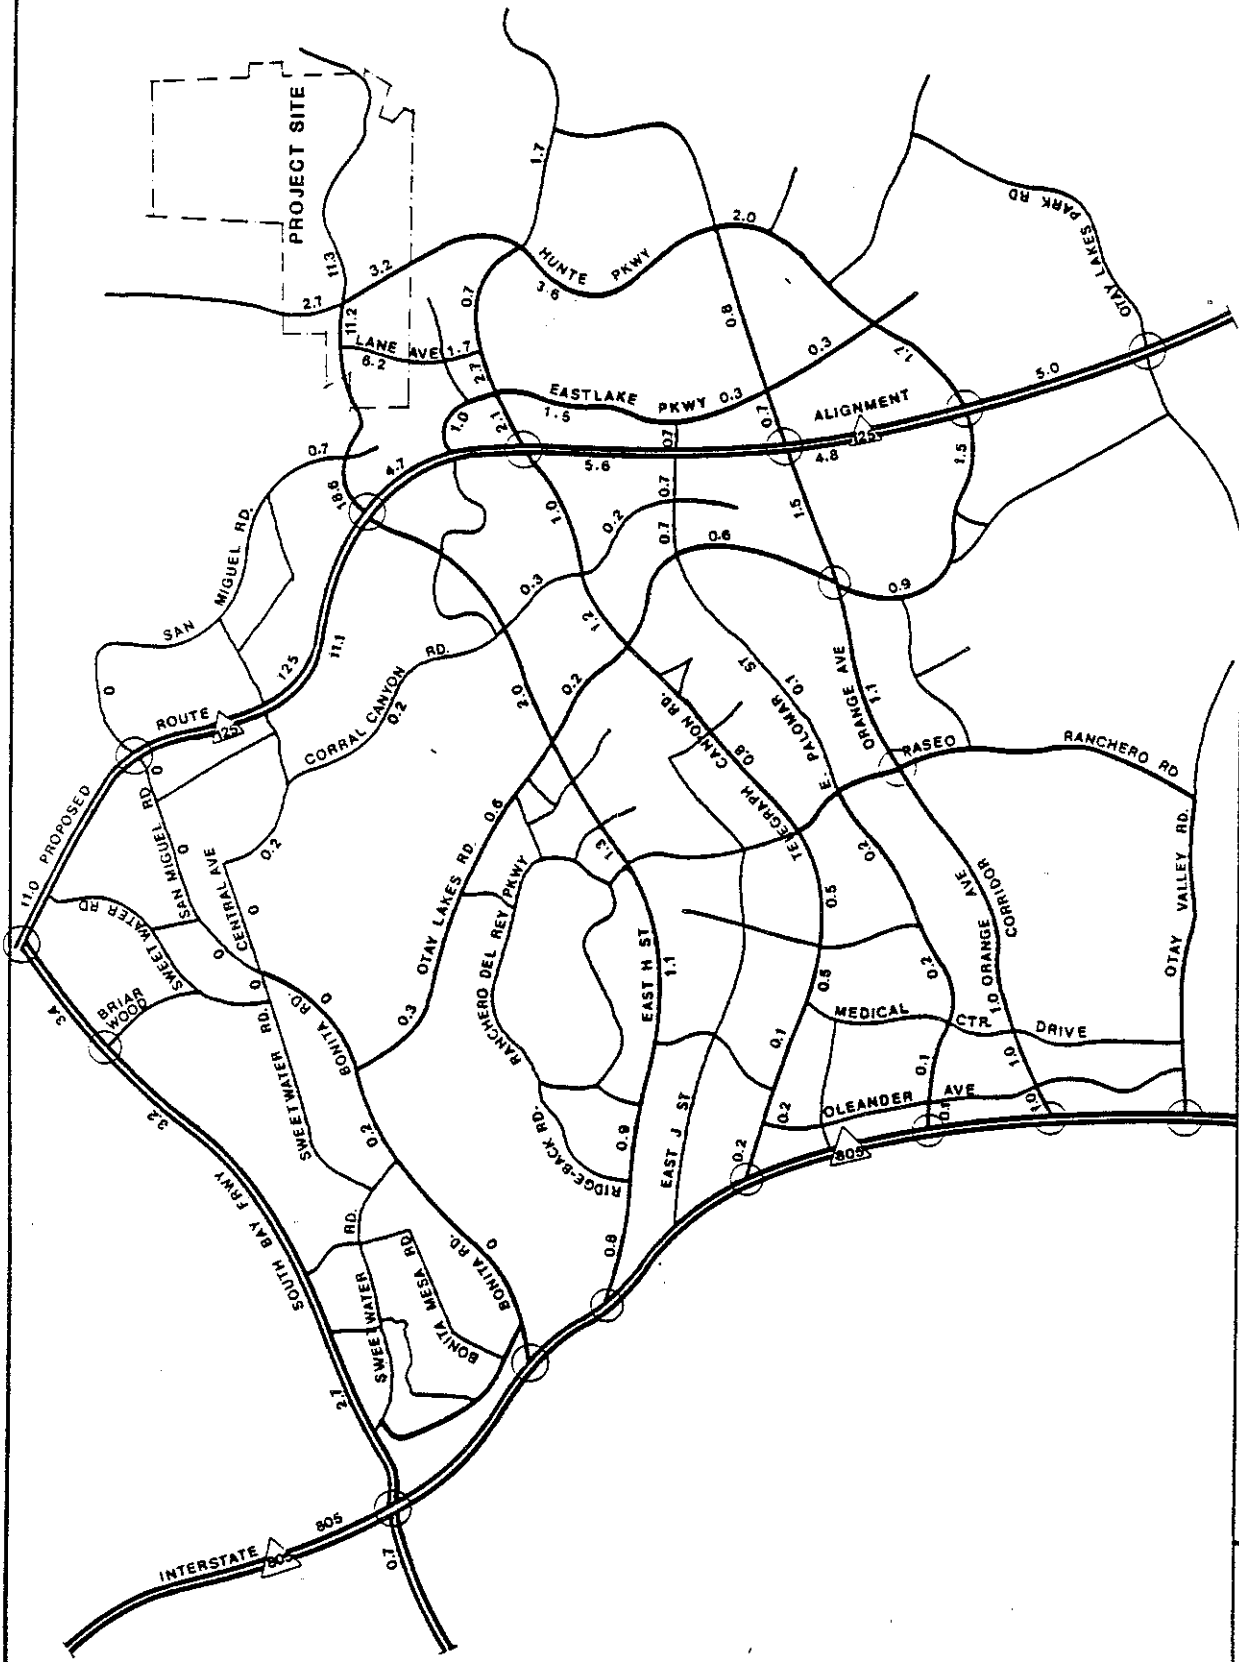 PROJECT SITE
11.3
1.7
2.7
3.2
HUNTE PKWY
3.6
2.0
OTAY LAKES PARK RD
11.2
LANE AVE
6.2
1.7
0.7
2.7
0.8
0.3
1.7
5.0
EASTLAKE PKWY
1.5
0.3
0.7
ALIGNMENT
125
1.0
2.1
0.7
4.7
5.6
4.8
1.5
0.7
18.6
SAN MIGUEL RD.
1.0
0.7
0.7
1.5
0.2
0.6
0.9
0.3
1.2
0
ROUTE 125
125
11.1
CORRAL CANYON RD.
0.2
2.0
0.2
E. PALOMAR ST
0.1
ORANGE AVE
1.1
TELEGRAPH CANYON RD.
0.8
PASEO RANCHERO RD
11.0
PROPOSED
0
SAN MIGUEL RD
0
CENTRAL AVE
0.2
0
0
0
OTAY LAKES RD.
0.6
0.3
RANCHERO DEL REY PKWY
1.3
0.2
0.5
ORANGE AVE
CORRIDOR
1.0
SWEETWATER RD
BRIAR WOOD
3.4
BONITA RD.
0
SWEETWATER RD.
EAST H ST
1.1
0.5
0.2
MEDICAL CTR. DRIVE
OTAY VALLEY RD.
0.1
0.1
1.0
OLEANDER AVE
0.2
0.1
1.0
3.2
0.2
RIDGE-BACK RD.
0.9
EAST J ST
0.2
805
SOUTH BAY FRWY
SWEETWATER RD.
BONITA MESA RD
BONITA RD.
0
0.8
2.7
INTERSTATE 805
805
0.7